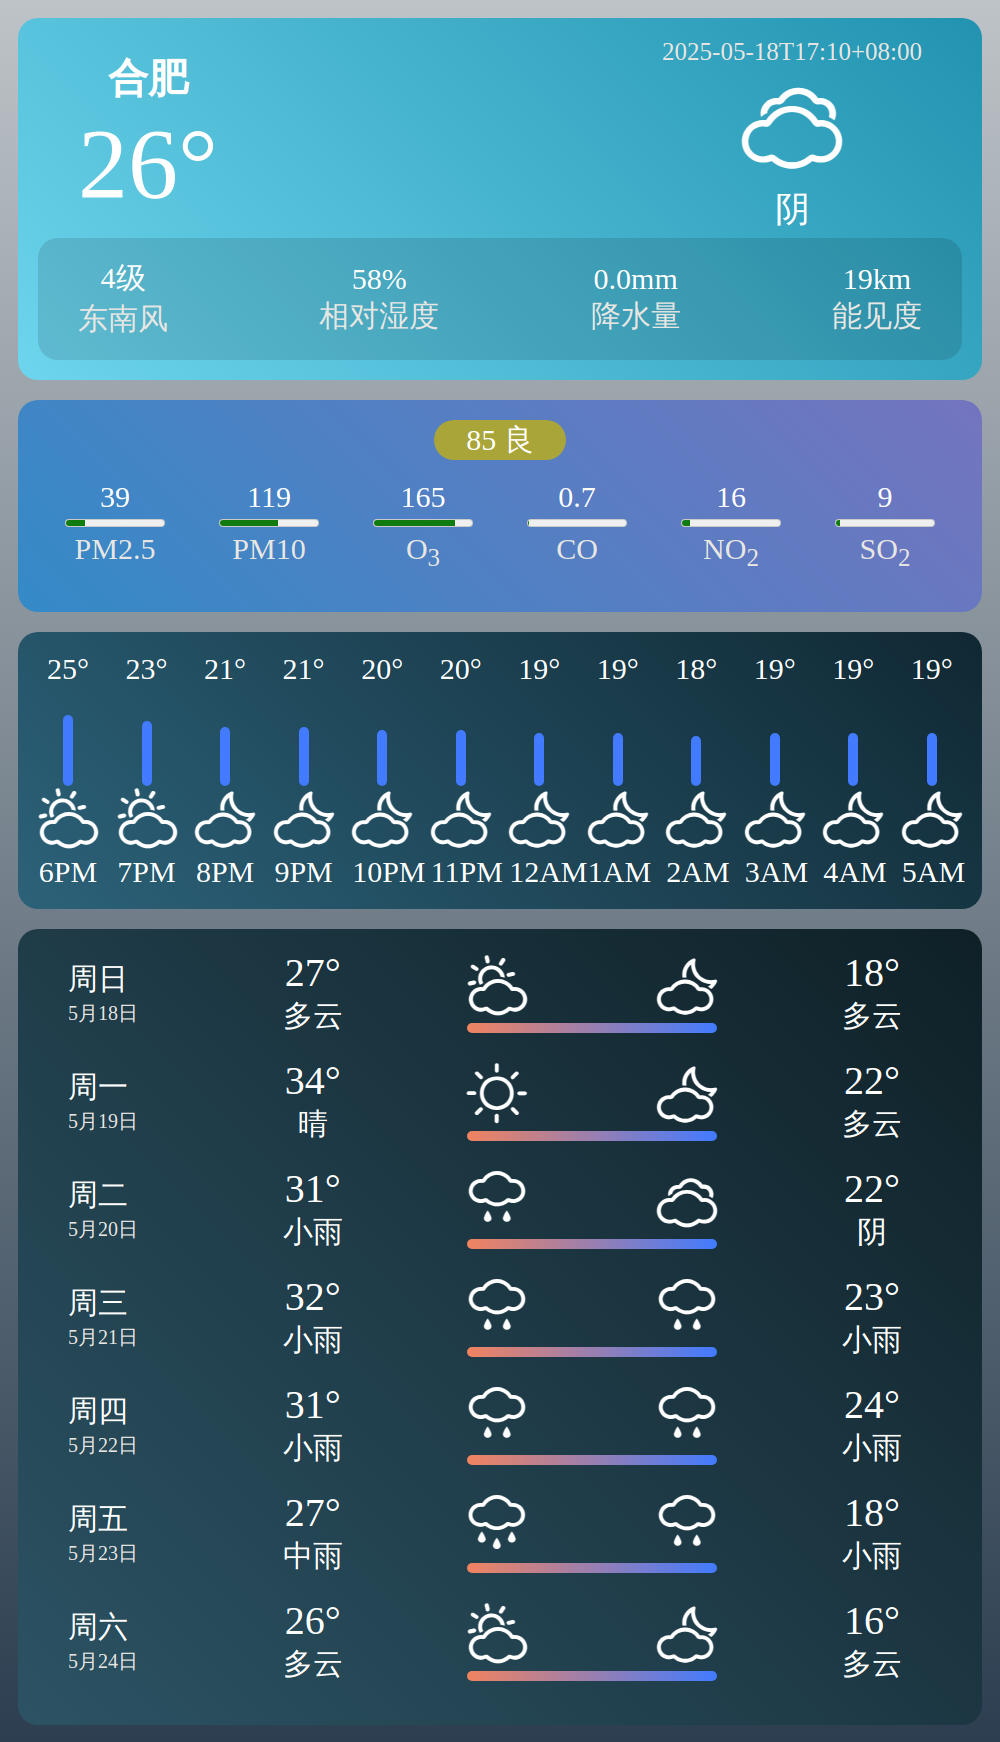 合肥
26°
2025-05-18T17:10+08:00
阴
4级 58% 0.0mm 19km
东南风 相对湿度 降水量 能见度
85 良
39 119 165 0.7 16 9
PM2.5 PM10 O3 CO NO2 SO2
25° 23° 21° 21° 20° 20° 19° 19° 18° 19° 19° 19°
6PM 7PM 8PM 9PM 10PM 11PM 12AM 1AM 2AM 3AM 4AM 5AM
周日 27° 18°
5月18日 多云 多云
周一 34° 22°
5月19日 晴 多云
周二 31° 22°
5月20日 小雨 阴
周三 32° 23°
5月21日 小雨 小雨
周四 31° 24°
5月22日 小雨 小雨
周五 27° 18°
5月23日 中雨 小雨
周六 26° 16°
5月24日 多云 多云